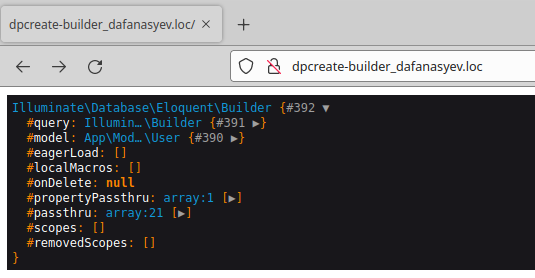 dpcreate-builder_dafanasyev.loc/ ×
+
dpcreate-builder_dafanasyev.loc
Illuminate\Database\Eloquent\Builder {#392 ▼
#query: Illumin…\Builder {#391 ▶}
#model: App\Mod…\User {#390 ▶}
#eagerLoad: []
#localMacros: []
#onDelete: null
#propertyPassthru: array:1 [▶]
#passthru: array:21 [▶]
#scopes: []
#removedScopes: []
}